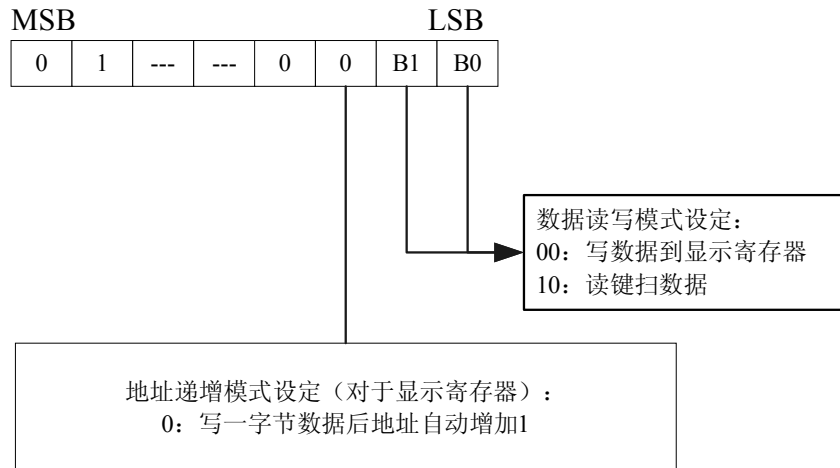 MSB LSB
0 1 --- --- 0 0 B1 B0
数据读写模式设定：
00：写数据到显示寄存器
10：读键扫数据
地址递增模式设定（对于显示寄存器）：
0：写一字节数据后地址自动增加1